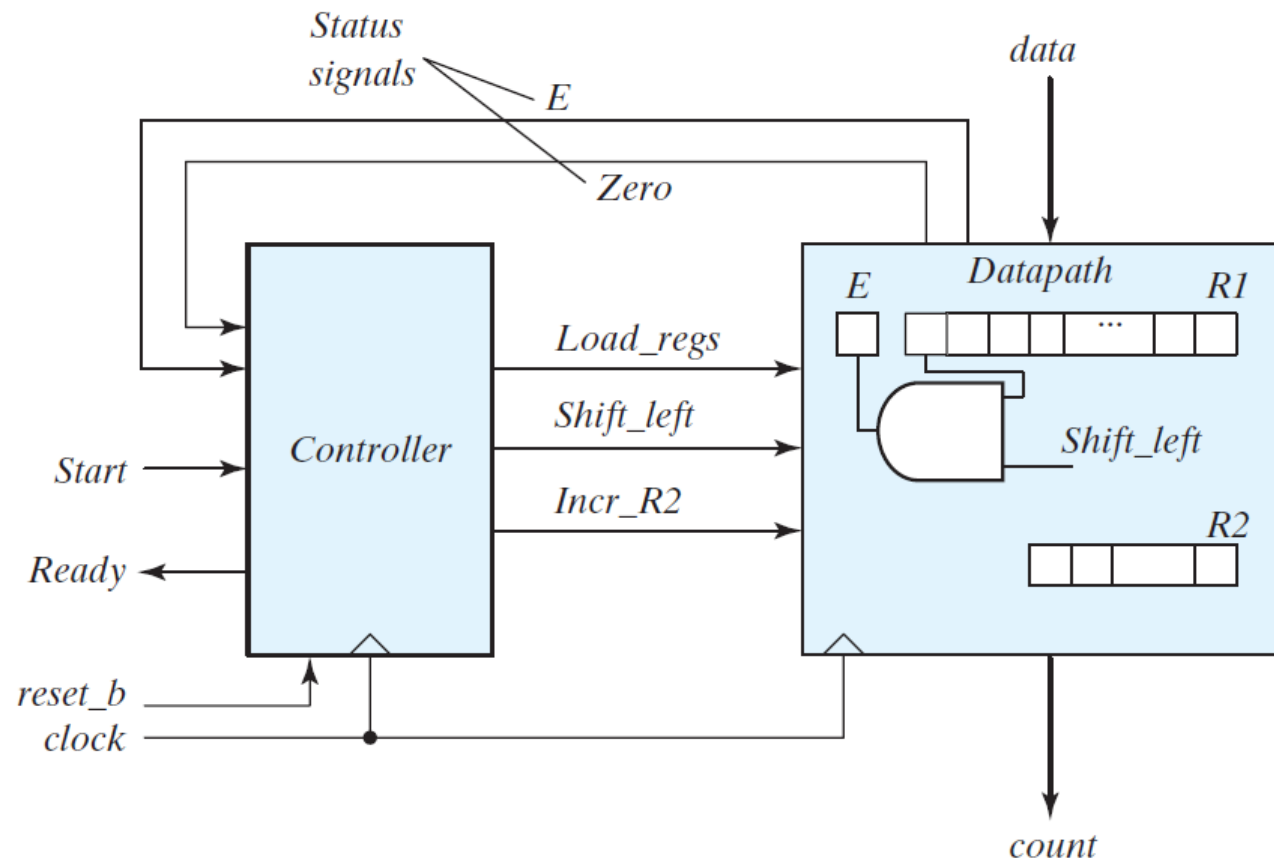 Status
signals
data
E
Zero
Datapath
E
R1
...
Load_regs
Shift_left
Controller
Shift_left
Start
Incr_R2
R2
Ready
reset_b
clock
count